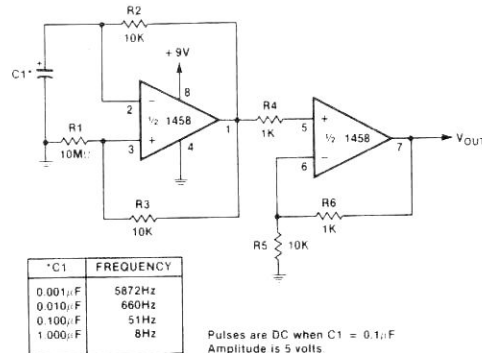 R2
10K
+9V
C1*
+
2
−
8
½ 1458
1
R1
10MΩ
3
+
4
R4
1K
5
+
½ 1458
7
VOUT
6
−
R3
10K
R6
1K
R5
10K
*C1 FREQUENCY
0.001μF 5872Hz
0.010μF 660Hz
0.100μF 51Hz
1.000μF 8Hz
Pulses are DC when C1 = 0.1μF
Amplitude is 5 volts.